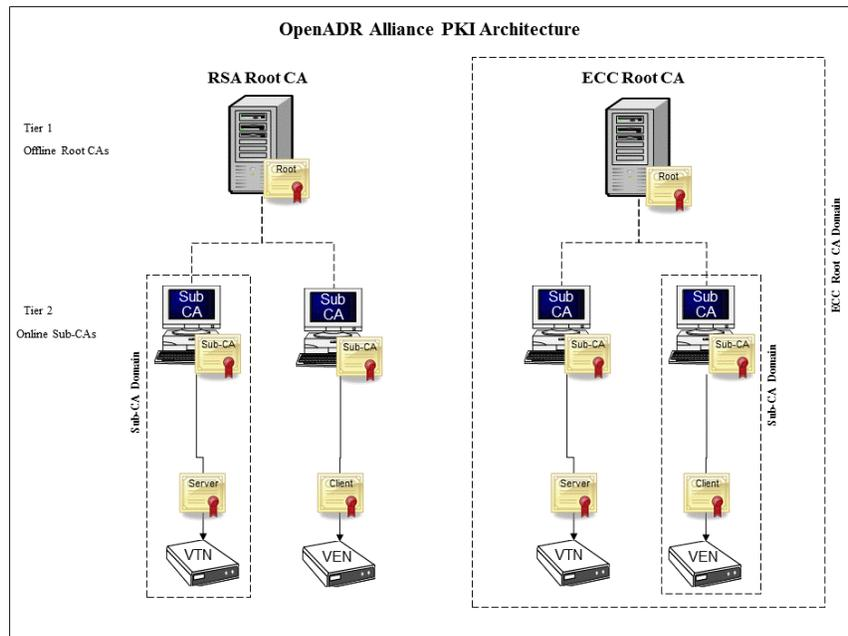 OpenADR Alliance PKI Architecture
RSA Root CA
ECC Root CA
Tier 1
Offline Root CAs
Root
Root
ECC Root CA Domain
Tier 2
Online Sub-CAs
Sub
CA
Sub
CA
Sub
CA
Sub
CA
Sub-CA
Sub-CA
Sub-CA
Sub-CA
Sub-CA Domain
Sub-CA Domain
Server
Client
Server
Client
VTN
VEN
VTN
VEN